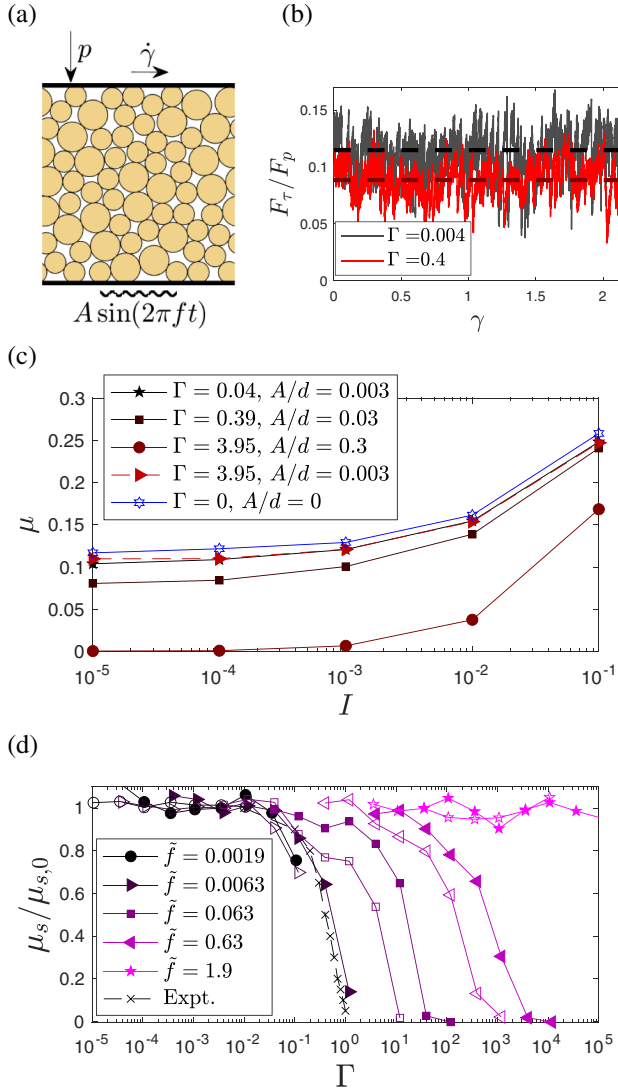 (a)
p
γ̇
A sin(2πft)
(b)
0.15
0.1
0.05
0
F_τ/F_p
Γ =0.004
Γ =0.4
0 0.5 1 1.5 2
γ
(c)
0.3
0.25
0.2
0.15
0.1
0.05
0
μ
Γ = 0.04, A/d = 0.003
Γ = 0.39, A/d = 0.03
Γ = 3.95, A/d = 0.3
Γ = 3.95, A/d = 0.003
Γ = 0, A/d = 0
10^-5 10^-4 10^-3 10^-2 10^-1
I
(d)
1
0.8
0.6
0.4
0.2
0
μ_s/μ_{s,0}
f̃ = 0.0019
f̃ = 0.0063
f̃ = 0.063
f̃ = 0.63
f̃ = 1.9
Expt.
10^-5 10^-4 10^-3 10^-2 10^-1 10^0 10^1 10^2 10^3 10^4 10^5
Γ